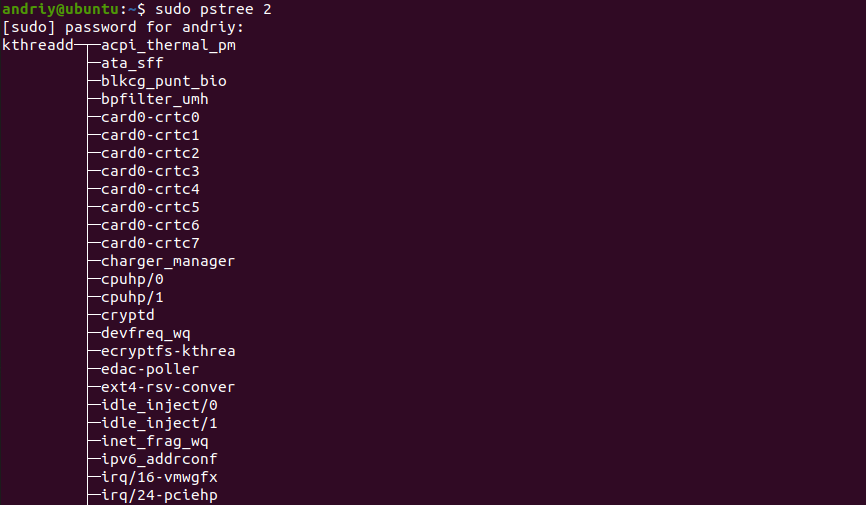 andriy@ubuntu:~$ sudo pstree 2
[sudo] password for andriy:
kthreadd─┬─acpi_thermal_pm
         ├─ata_sff
         ├─blkcg_punt_bio
         ├─bpfilter_umh
         ├─card0-crtc0
         ├─card0-crtc1
         ├─card0-crtc2
         ├─card0-crtc3
         ├─card0-crtc4
         ├─card0-crtc5
         ├─card0-crtc6
         ├─card0-crtc7
         ├─charger_manager
         ├─cpuhp/0
         ├─cpuhp/1
         ├─cryptd
         ├─devfreq_wq
         ├─ecryptfs-kthrea
         ├─edac-poller
         ├─ext4-rsv-conver
         ├─idle_inject/0
         ├─idle_inject/1
         ├─inet_frag_wq
         ├─ipv6_addrconf
         ├─irq/16-vmwgfx
         ├─irq/24-pciehp